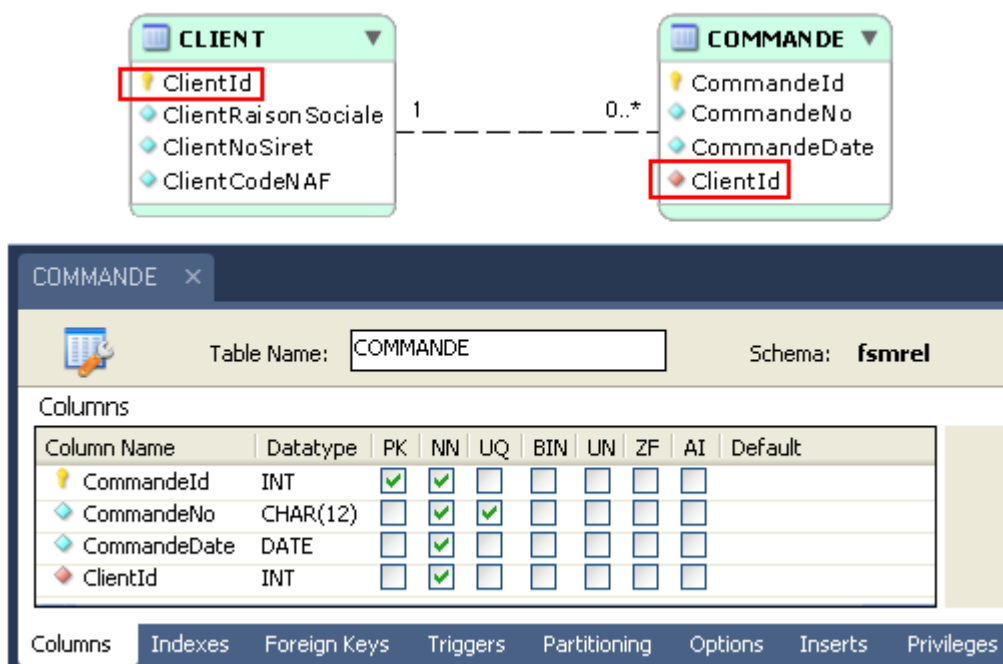 CLIENT
ClientId
ClientRaisonSociale
ClientNoSiret
ClientCodeNAF
1
0..*
COMMANDE
CommandeId
CommandeNo
CommandeDate
ClientId
COMMANDE ×
Table Name: COMMANDE Schema: fsmrel
Columns
Column Name Datatype PK NN UQ BIN UN ZF AI Default
CommandeId INT
CommandeNo CHAR(12)
CommandeDate DATE
ClientId INT
Columns Indexes Foreign Keys Triggers Partitioning Options Inserts Privileges